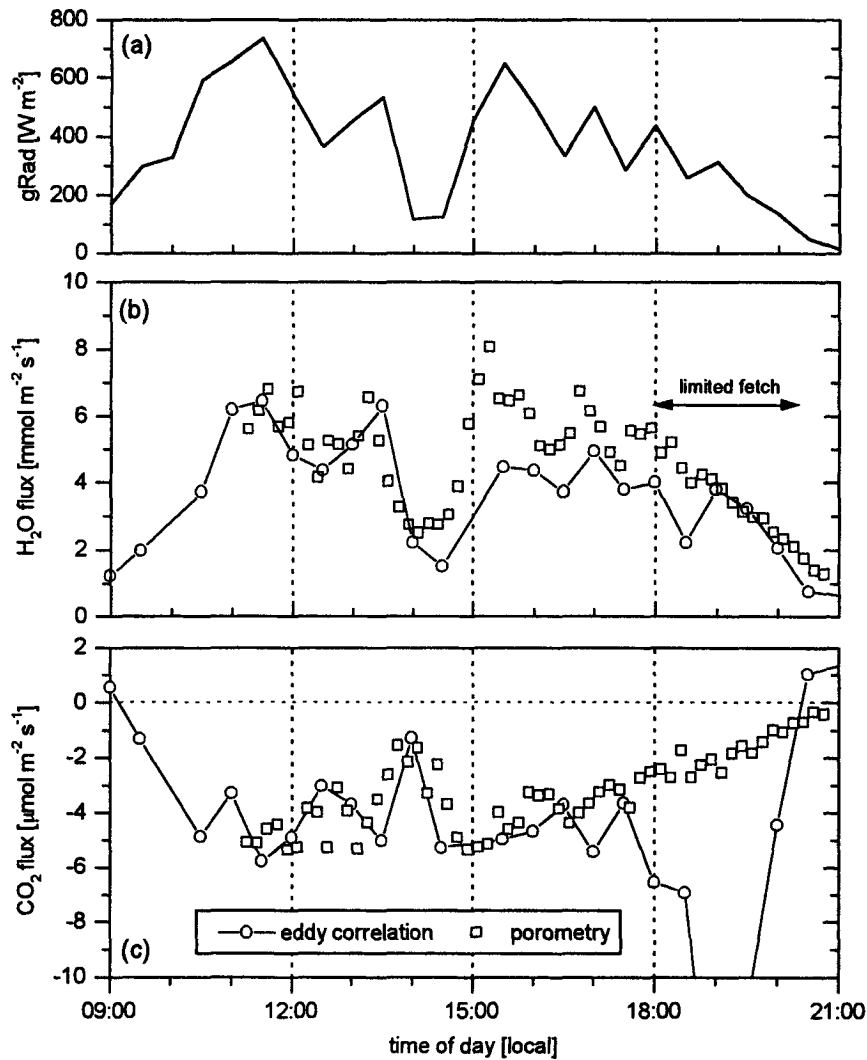 (a)
gRad [W m⁻²]
800
600
400
200
0
(b)
H₂O flux [mmol m⁻² s⁻¹]
10
8
6
4
2
0
limited fetch
(c)
CO₂ flux [μmol m⁻² s⁻¹]
2
0
-2
-4
-6
-8
-10
eddy correlation
porometry
09:00
12:00
15:00
18:00
21:00
time of day [local]